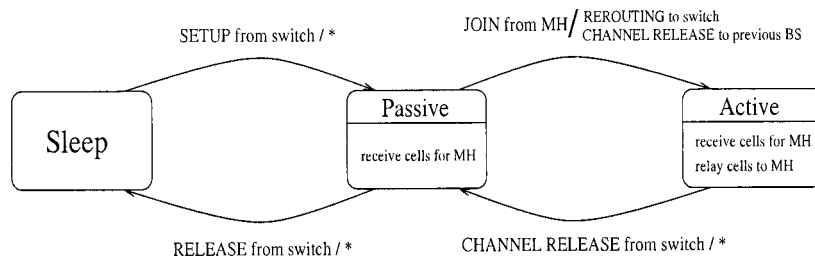 SETUP from switch / *
JOIN from MH / REROUTING to switch
CHANNEL RELEASE to previous BS
Sleep
Passive
receive cells for MH
Active
receive cells for MH
relay cells to MH
RELEASE from switch / *
CHANNEL RELEASE from switch / *